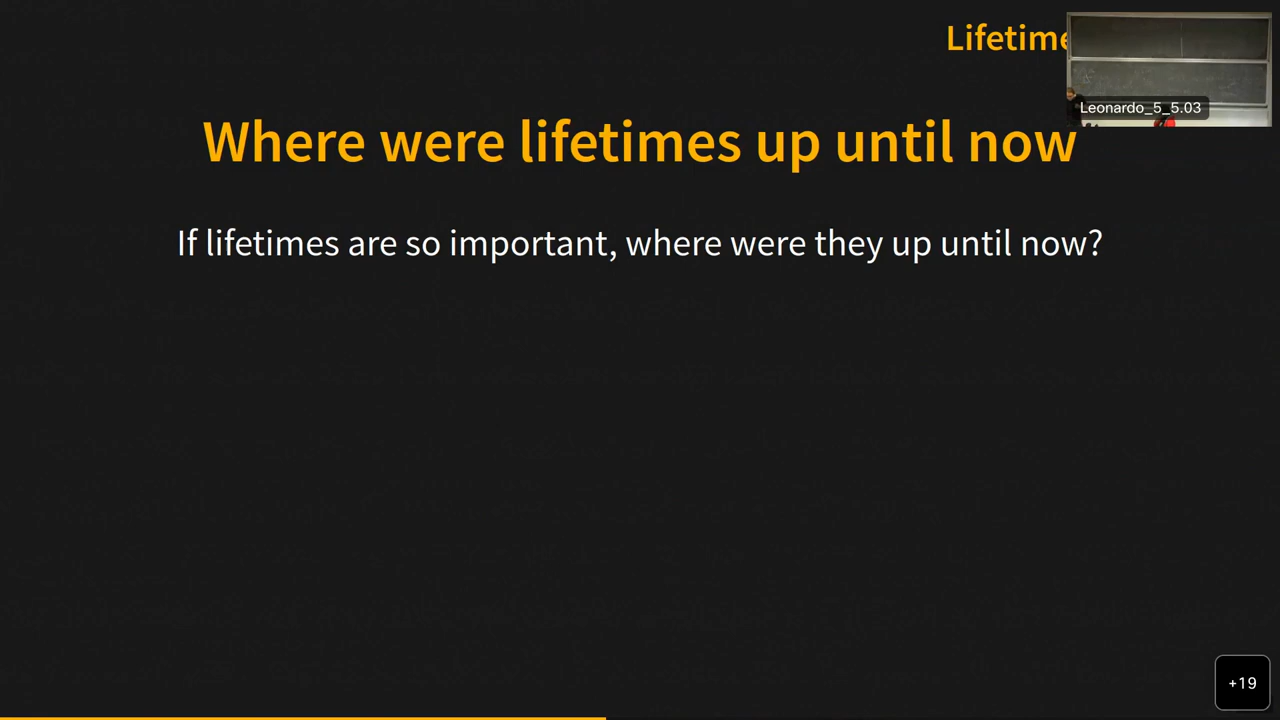 Lifetime
Leonardo_5_5.03
Where were lifetimes up until now
If lifetimes are so important, where were they up until now?
+19